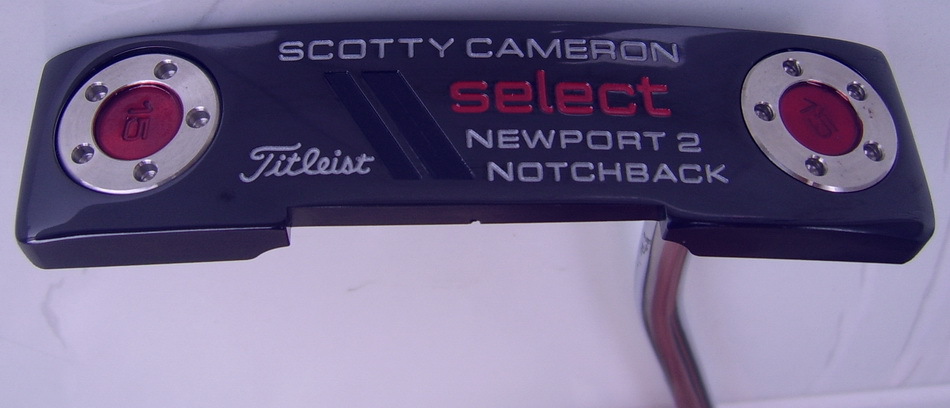 SCOTTY CAMERON
select
NEWPORT 2
Titleist
NOTCHBACK